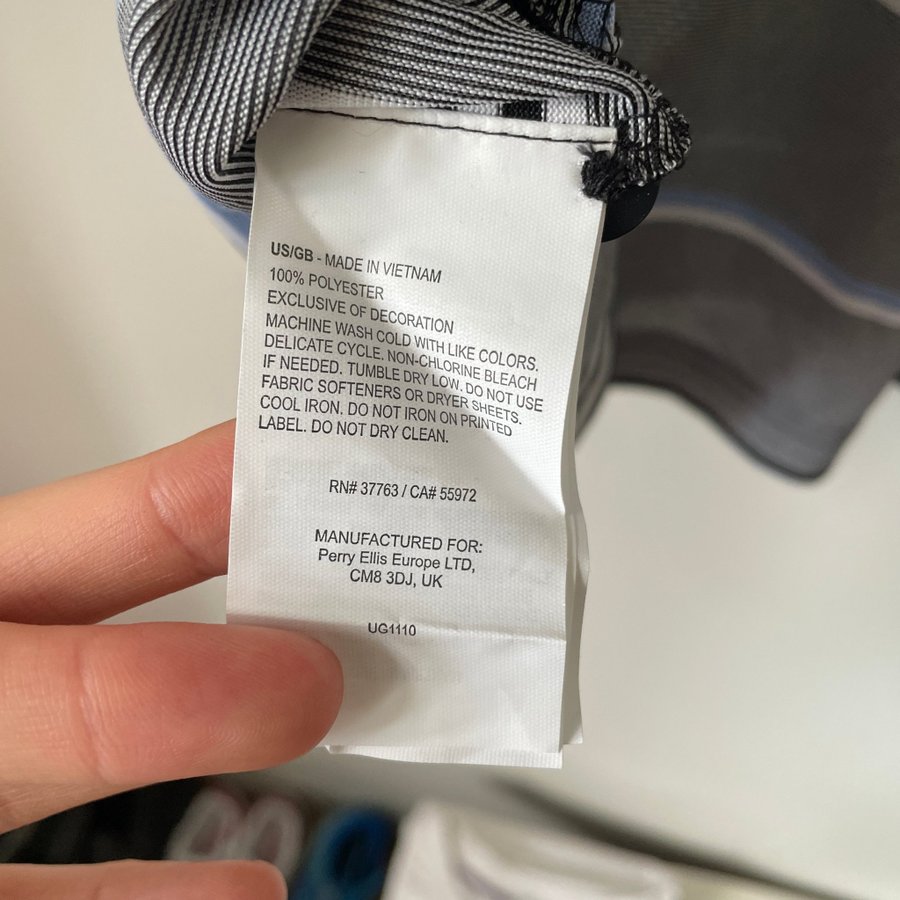 US/GB - MADE IN VIETNAM
100% POLYESTER
EXCLUSIVE OF DECORATION
MACHINE WASH COLD WITH LIKE COLORS.
DELICATE CYCLE. NON-CHLORINE BLEACH
IF NEEDED. TUMBLE DRY LOW. DO NOT USE
FABRIC SOFTENERS OR DRYER SHEETS.
COOL IRON. DO NOT IRON ON PRINTED
LABEL. DO NOT DRY CLEAN.
RN# 37763 / CA# 55972
MANUFACTURED FOR:
Perry Ellis Europe LTD,
CM8 3DJ, UK
UG1110